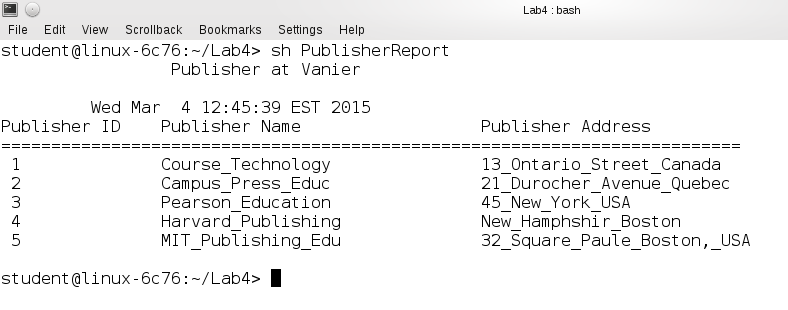 Lab4 : bash
File Edit View Scrollback Bookmarks Settings Help
student@linux-6c76:~/Lab4> sh PublisherReport
Publisher at Vanier
Wed Mar  4 12:45:39 EST 2015
Publisher ID    Publisher Name                  Publisher Address
==========================================================================
1               Course_Technology               13_Ontario_Street_Canada
2               Campus_Press_Educ               21_Durocher_Avenue_Quebec
3               Pearson_Education               45_New_York_USA
4               Harvard_Publishing              New_Hamphshir_Boston
5               MIT_Publishing_Edu              32_Square_Paule_Boston,_USA
student@linux-6c76:~/Lab4>